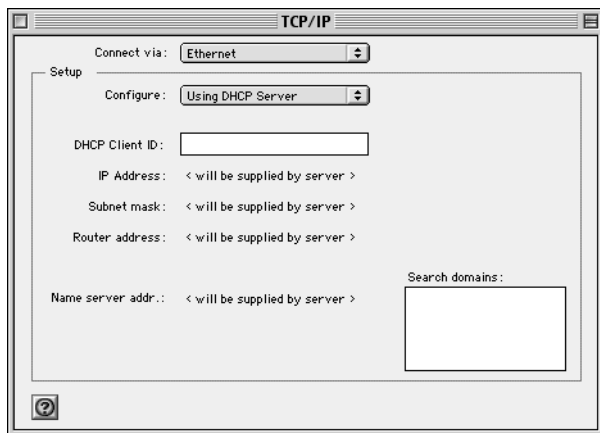 TCP/IP
Connect via: Ethernet
Setup
Configure: Using DHCP Server
DHCP Client ID:
IP Address: < will be supplied by server >
Subnet mask: < will be supplied by server >
Router address: < will be supplied by server >
Search domains:
Name server addr.: < will be supplied by server >
?